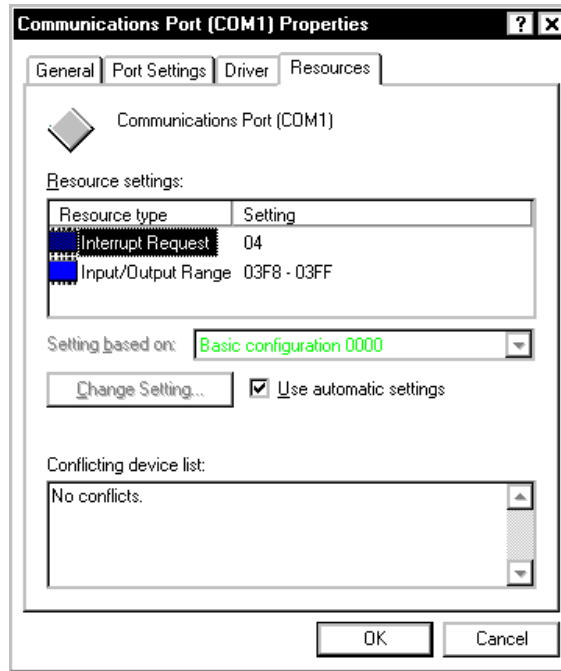 Communications Port (COM1) Properties
? X
General Port Settings Driver Resources
Communications Port (COM1)
Resource settings:
Resource type Setting
Interrupt Request 04
Input/Output Range 03F8 - 03FF
Setting based on: Basic configuration 0000
Change Setting... Use automatic settings
Conflicting device list:
No conflicts.
OK Cancel